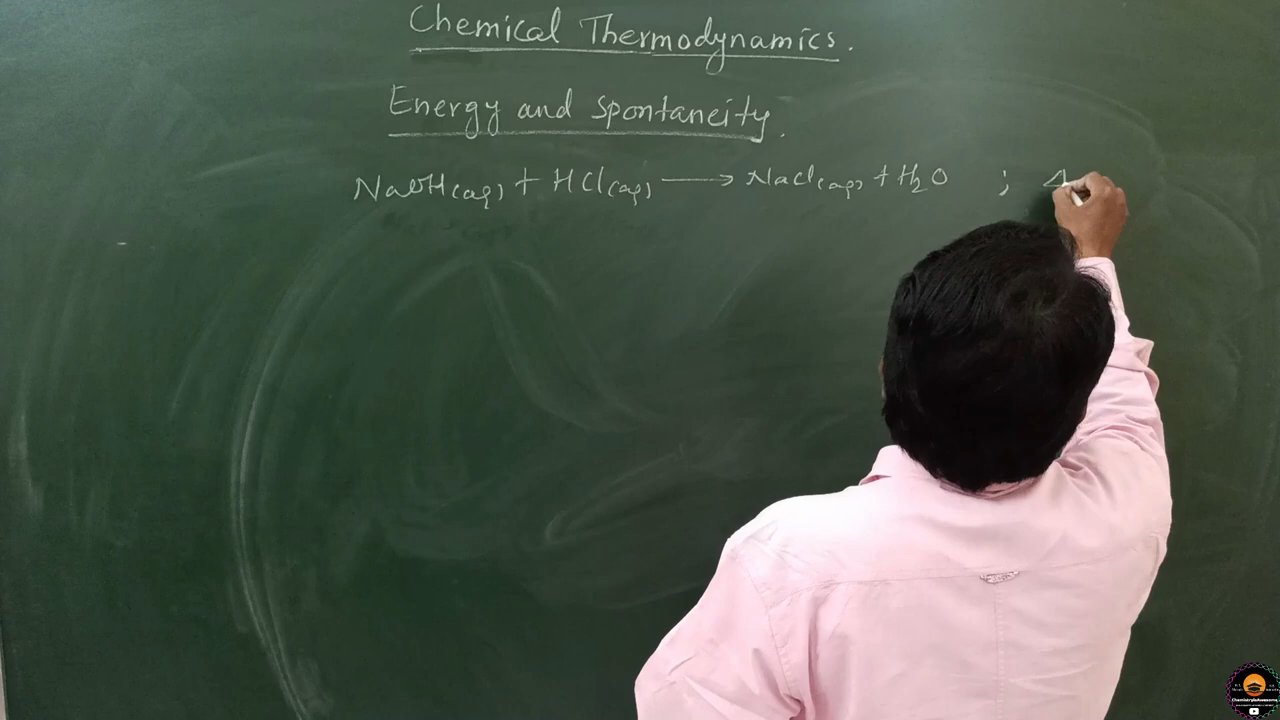 Chemical Thermodynamics.
Energy and Spontaneity.
NaOH(aq) + HCl(aq) ⟶ NaCl(aq) + H₂O ;